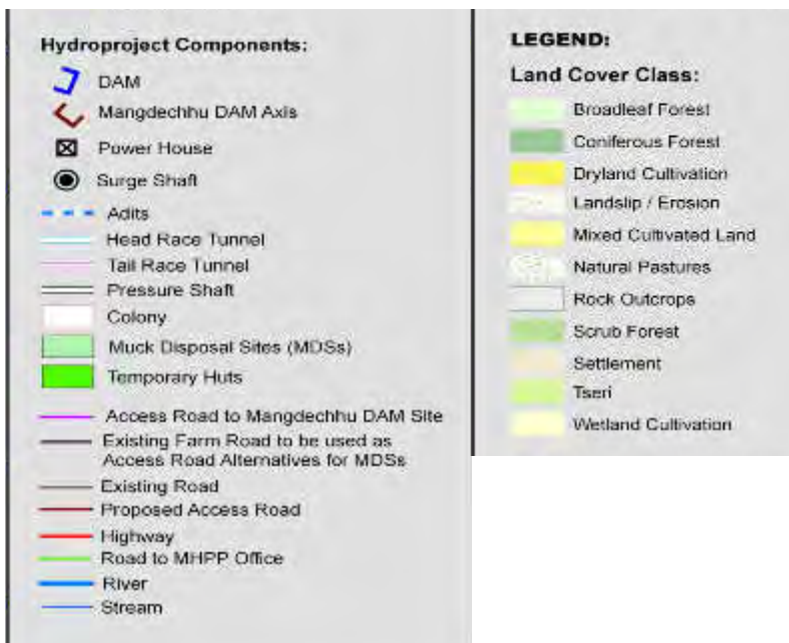 Hydroproject Components:
DAM
Mangdechhu DAM Axis
Power House
Surge Shaft
Adits
Head Race Tunnel
Tail Race Tunnel
Pressure Shaft
Colony
Muck Disposal Sites (MDSs)
Temporary Huts
Access Road to Mangdechhu DAM Site
Existing Farm Road to be used as
Access Road Alternatives for MDSs
Existing Road
Proposed Access Road
Highway
Road to MHPP Office
River
Stream
LEGEND:
Land Cover Class:
Broadleaf Forest
Coniferous Forest
Dryland Cultivation
Landslip / Erosion
Mixed Cultivated Land
Natural Pastures
Rock Outcrops
Scrub Forest
Settlement
Tseri
Wetland Cultivation